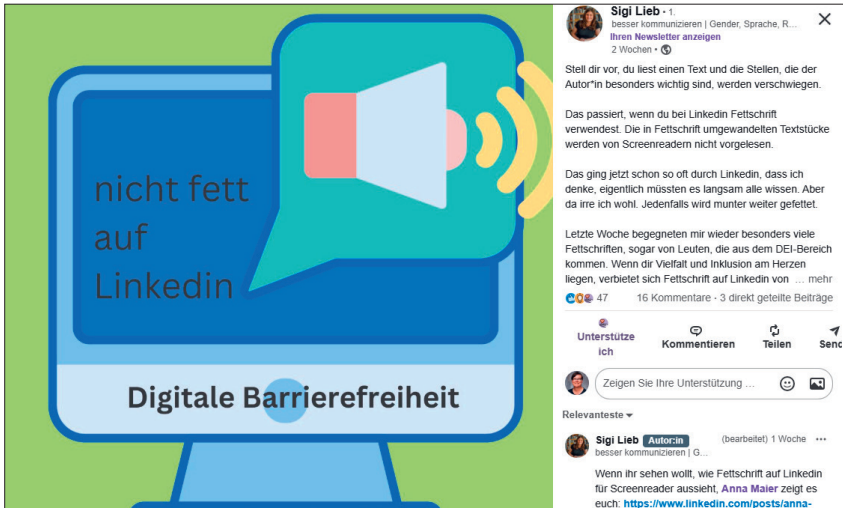 nicht fett
auf
Linkedin
Digitale Barrierefreiheit
Sigi Lieb • 1.
besser kommunizieren | Gender, Sprache, R…
Ihren Newsletter anzeigen
2 Wochen •
Stell dir vor, du liest einen Text und die Stellen, die der
Autor*in besonders wichtig sind, werden verschwiegen.
Das passiert, wenn du bei Linkedin Fettschrift
verwendest. Die in Fettschrift umgewandelten Textstücke
werden von Screenreadern nicht vorgelesen.
Das ging jetzt schon so oft durch Linkedin, dass ich
denke, eigentlich müssten es langsam alle wissen. Aber
da irre ich wohl. Jedenfalls wird munter weiter gefettet.
Letzte Woche begegneten mir wieder besonders viele
Fettschriften, sogar von Leuten, die aus dem DEI-Bereich
kommen. Wenn dir Vielfalt und Inklusion am Herzen
liegen, verbietet sich Fettschrift auf Linkedin von … mehr
47 16 Kommentare • 3 direkt geteilte Beiträge
Unterstütze
ich
Kommentieren
Teilen
Send
Zeigen Sie Ihre Unterstützung …
Relevanteste
Sigi Lieb Autor:in (bearbeitet) 1 Woche
besser kommunizieren | G…
Wenn ihr sehen wollt, wie Fettschrift auf Linkedin
für Screenreader aussieht, Anna Maier zeigt es
euch: https://www.linkedin.com/posts/anna-